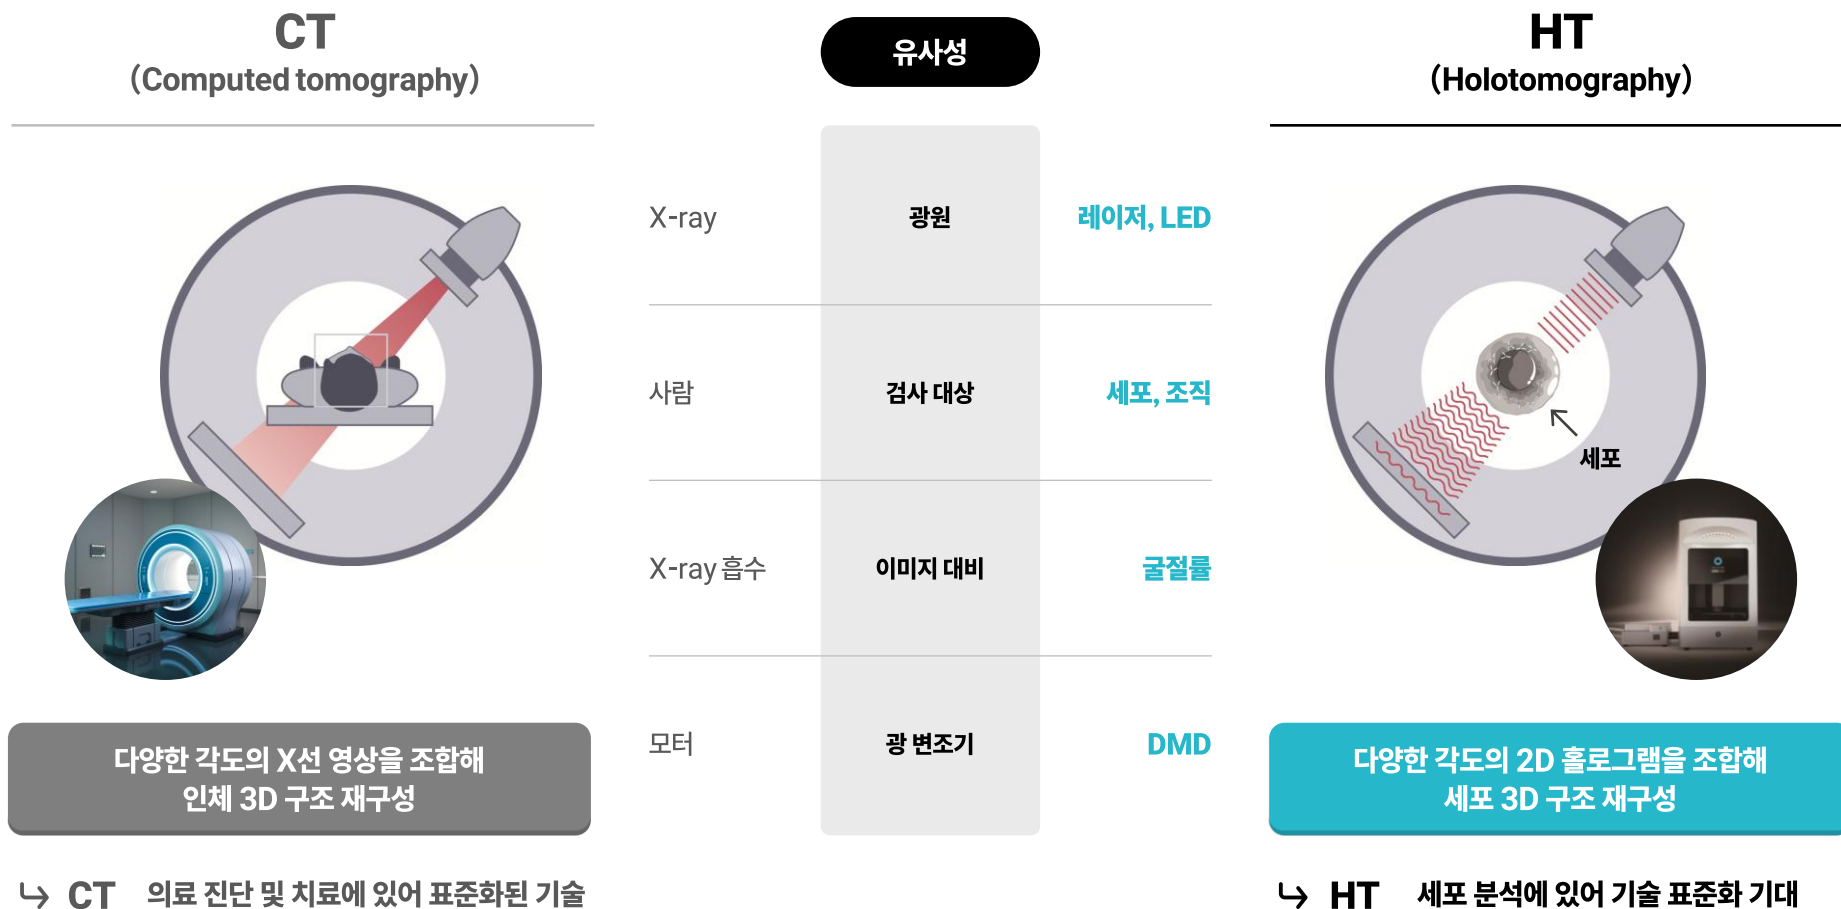 CT
(Computed tomography)
유사성
HT
(Holotomography)
X-ray 광원 레이저, LED
사람 검사 대상 세포, 조직
세포
X-ray 흡수 이미지 대비 굴절률
모터 광 변조기 DMD
다양한 각도의 X선 영상을 조합해
인체 3D 구조 재구성
다양한 각도의 2D 홀로그램을 조합해
세포 3D 구조 재구성
CT 의료 진단 및 치료에 있어 표준화된 기술
HT 세포 분석에 있어 기술 표준화 기대